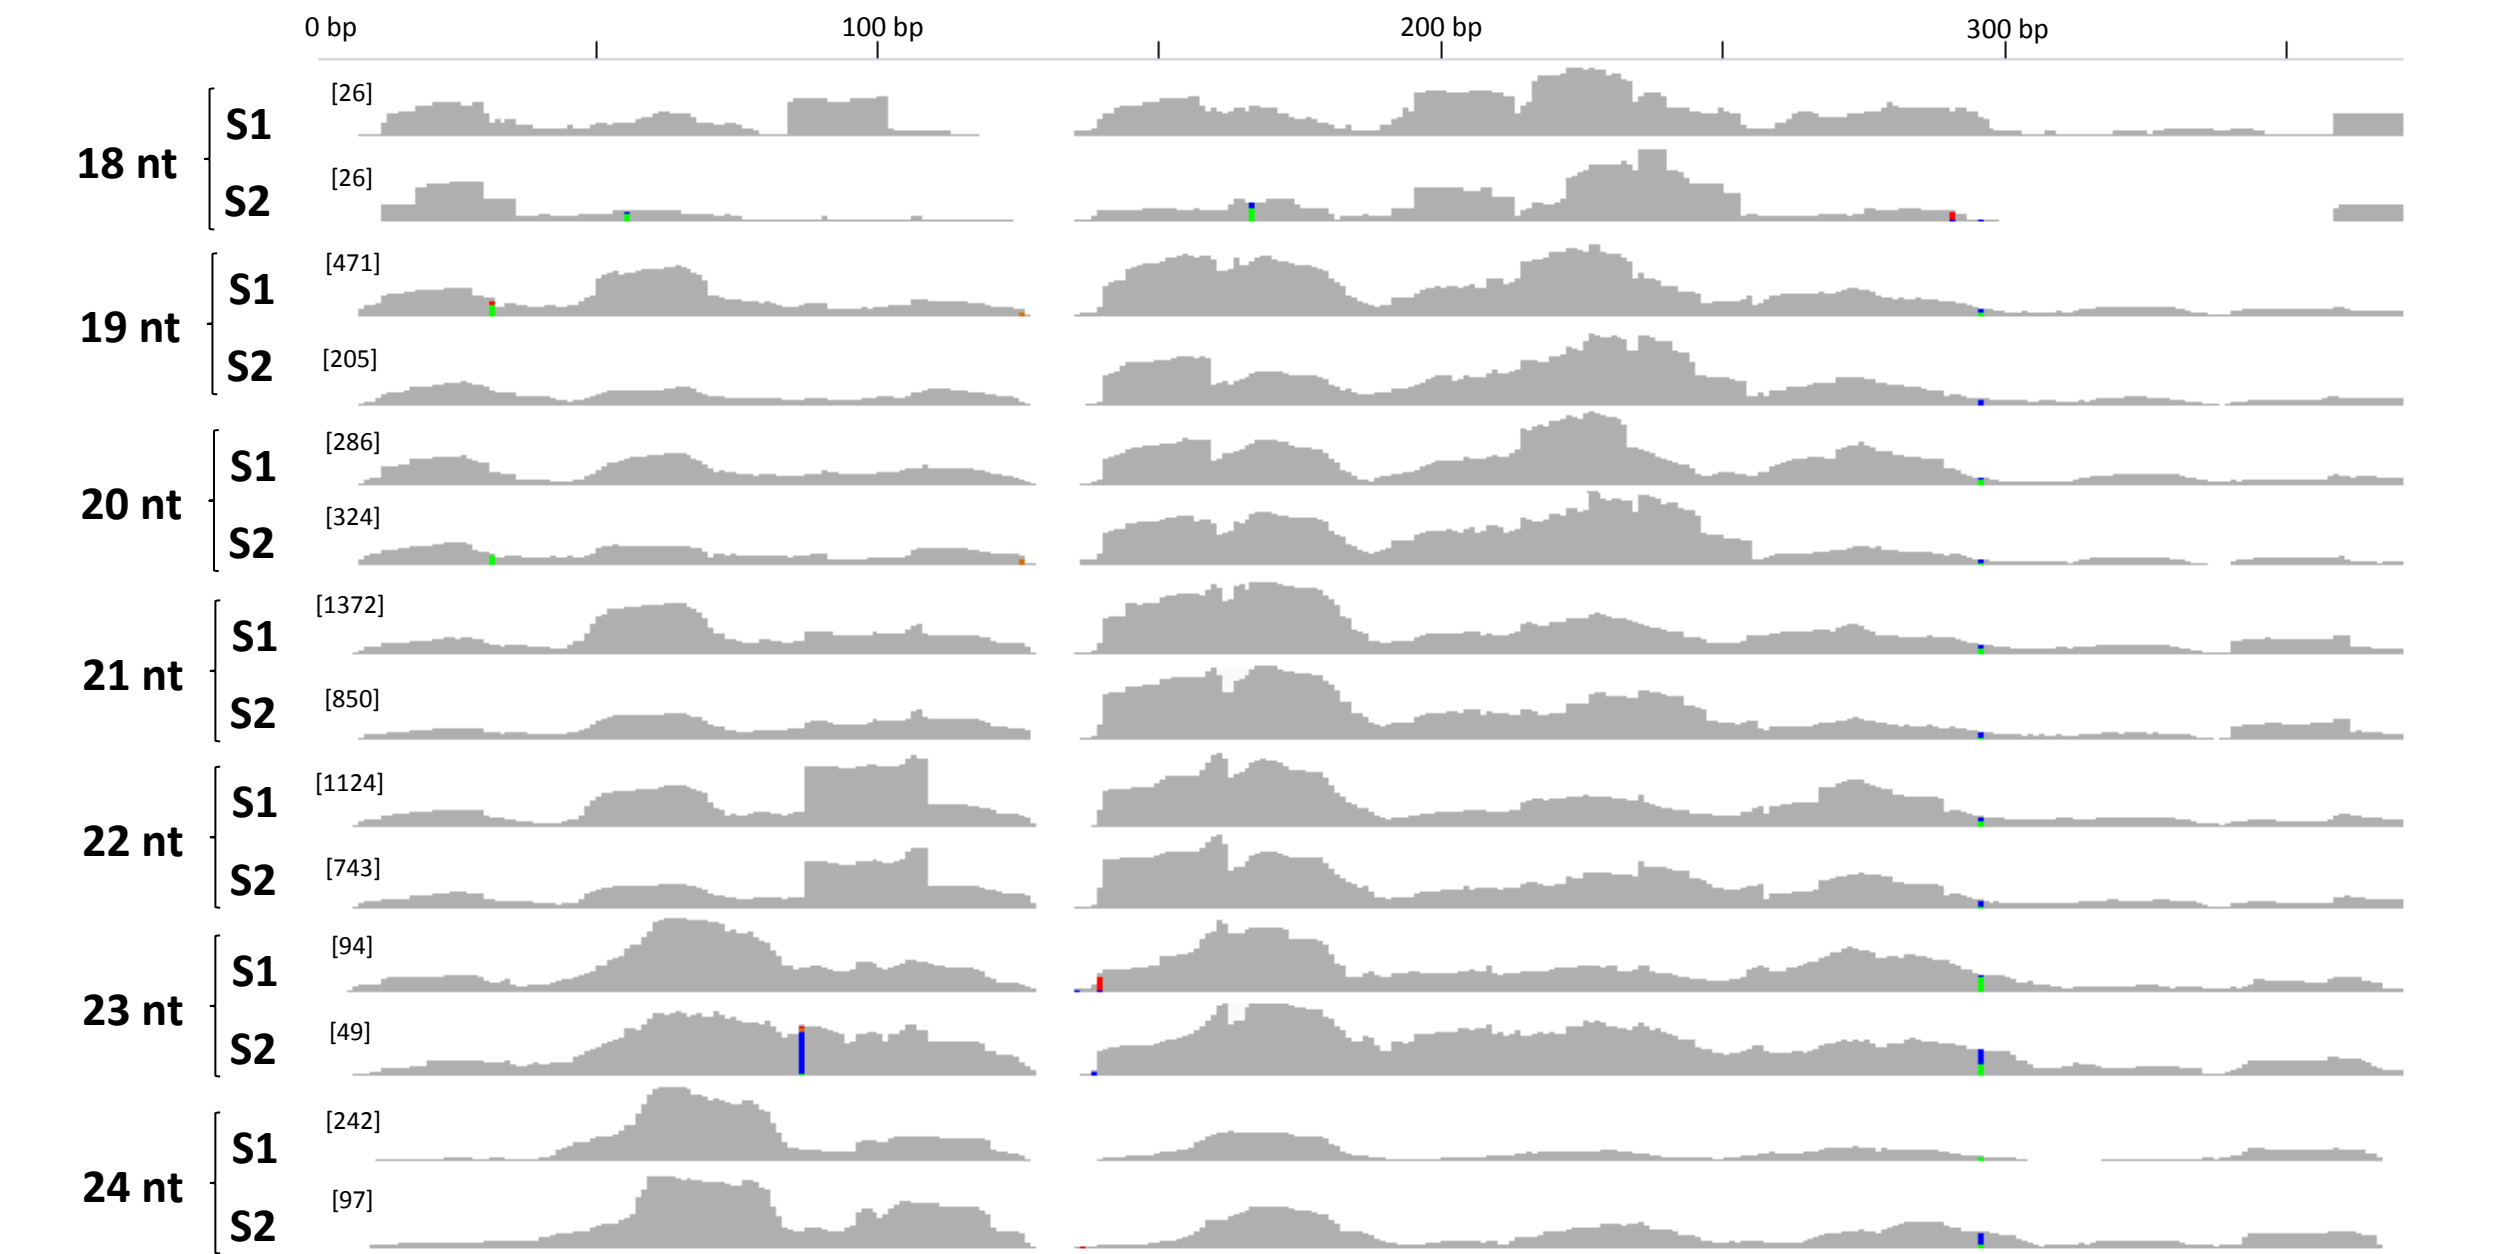 0 bp 100 bp 200 bp 300 bp
18 nt
S1 [26]
S2 [26]
19 nt
S1 [471]
S2 [205]
20 nt
S1 [286]
S2 [324]
21 nt
S1 [1372]
S2 [850]
22 nt
S1 [1124]
S2 [743]
23 nt
S1 [94]
S2 [49]
24 nt
S1 [242]
S2 [97]